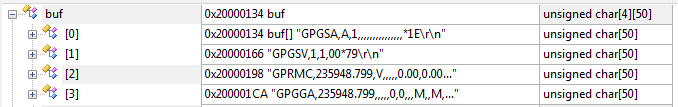 buf 0x20000134 buf unsigned char[4][50]
[0] 0x20000134 buf[] "GPGSA,A,1,,,,,,,,,,,,,,,,*1E\r\n" unsigned char[50]
[1] 0x20000166 "GPGSV,1,1,00*79\r\n" unsigned char[50]
[2] 0x20000198 "GPRMC,235948.799,V,,,,,0.00,0.00... unsigned char[50]
[3] 0x200001CA "GPGGA,235948.799,,,,,0,0,,,M,,M,... unsigned char[50]